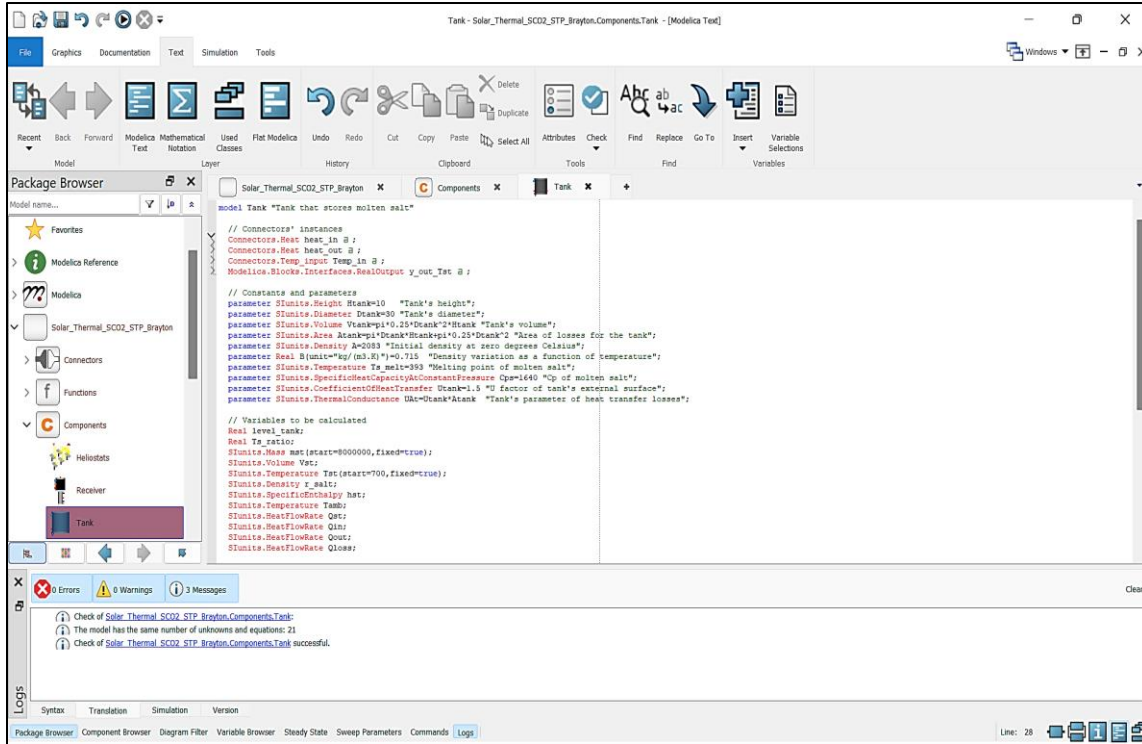 Tank - Solar_Thermal_SCO2_STP_Brayton.Components.Tank - [Modelica Text]
File Graphics Documentation Text Simulation Tools Windows
Recent Back Forward Modelica Text Mathematical Notation Used Classes Flat Modelica Undo Redo Cut Copy Paste Delete Duplicate Select All Attributes Check Find Replace Go To Insert Variable Selections
Model Layer History Clipboard Tools Find Variables
Package Browser
Model name...
Favorites
Modelica Reference
Modelica
Solar_Thermal_SCO2_STP_Brayton
Connectors
Functions
Components
Heliostats
Receiver
Tank
Solar_Thermal_SCO2_STP_Brayton Components Tank
model Tank "Tank that stores molten salt"
// Connectors' instances
Connectors.Heat heat_in a ;
Connectors.Heat heat_out a ;
Connectors.Temp_input Temp_in a ;
Modelica.Blocks.Interfaces.RealOutput y_out_Tst a ;
// Constants and parameters
parameter SIunits.Height Htank=10 "Tank's height";
parameter SIunits.Diameter Dtank=30 "Tank's diameter";
parameter SIunits.Volume Vtank=pi*0.25*Dtank^2*Htank "Tank's volume";
parameter SIunits.Area Atank=pi*Dtank*Htank+pi*0.25*Dtank^2 "Area of losses for the tank";
parameter SIunits.Density A=2083 "Initial density at zero degrees Celsius";
parameter Real B(unit="kg/(m3.K)")=0.715 "Density variation as a function of temperature";
parameter SIunits.Temperature Ts_melt=393 "Melting point of molten salt";
parameter SIunits.SpecificHeatCapacityAtConstantPressure Cps=1640 "Cp of molten salt";
parameter SIunits.CoefficientOfHeatTransfer Utank=1.5 "U factor of tank's external surface";
parameter SIunits.ThermalConductance UAt=Utank*Atank "Tank's parameter of heat transfer losses";
// Variables to be calculated
Real level_tank;
Real Ts_ratio;
SIunits.Mass mst(start=8000000,fixed=true);
SIunits.Volume Vst;
SIunits.Temperature Tst(start=700,fixed=true);
SIunits.Density r_salt;
SIunits.SpecificEnthalpy hst;
SIunits.Temperature Tamb;
SIunits.HeatFlowRate Qst;
SIunits.HeatFlowRate Qin;
SIunits.HeatFlowRate Qout;
SIunits.HeatFlowRate Qloss;
0 Errors 0 Warnings 3 Messages Clear
Check of Solar_Thermal_SCO2_STP_Brayton.Components.Tank:
The model has the same number of unknowns and equations: 21
Check of Solar_Thermal_SCO2_STP_Brayton.Components.Tank successful.
Logs
Syntax Translation Simulation Version
Package Browser Component Browser Diagram Filter Variable Browser Steady State Sweep Parameters Commands Logs Line: 28